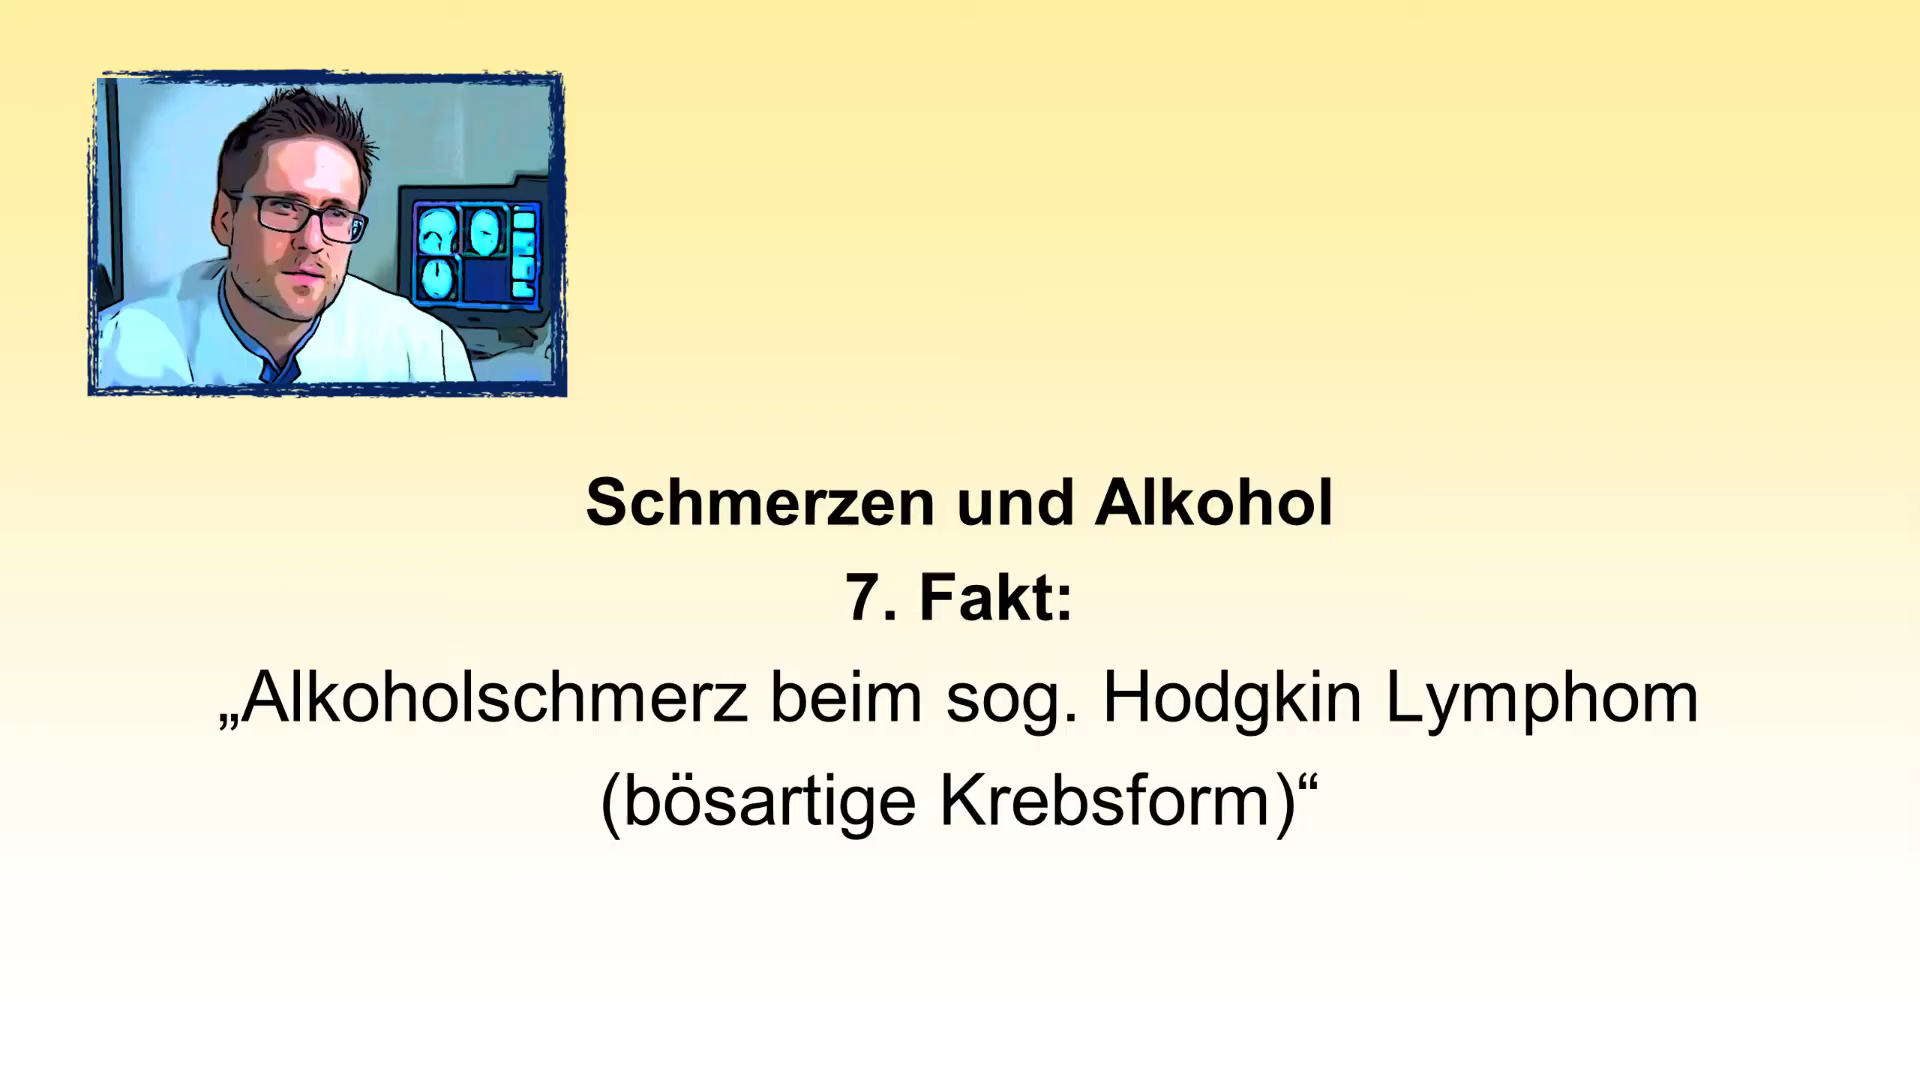 Schmerzen und Alkohol
7. Fakt:
„Alkoholschmerz beim sog. Hodgkin Lymphom
(bösartige Krebsform)“